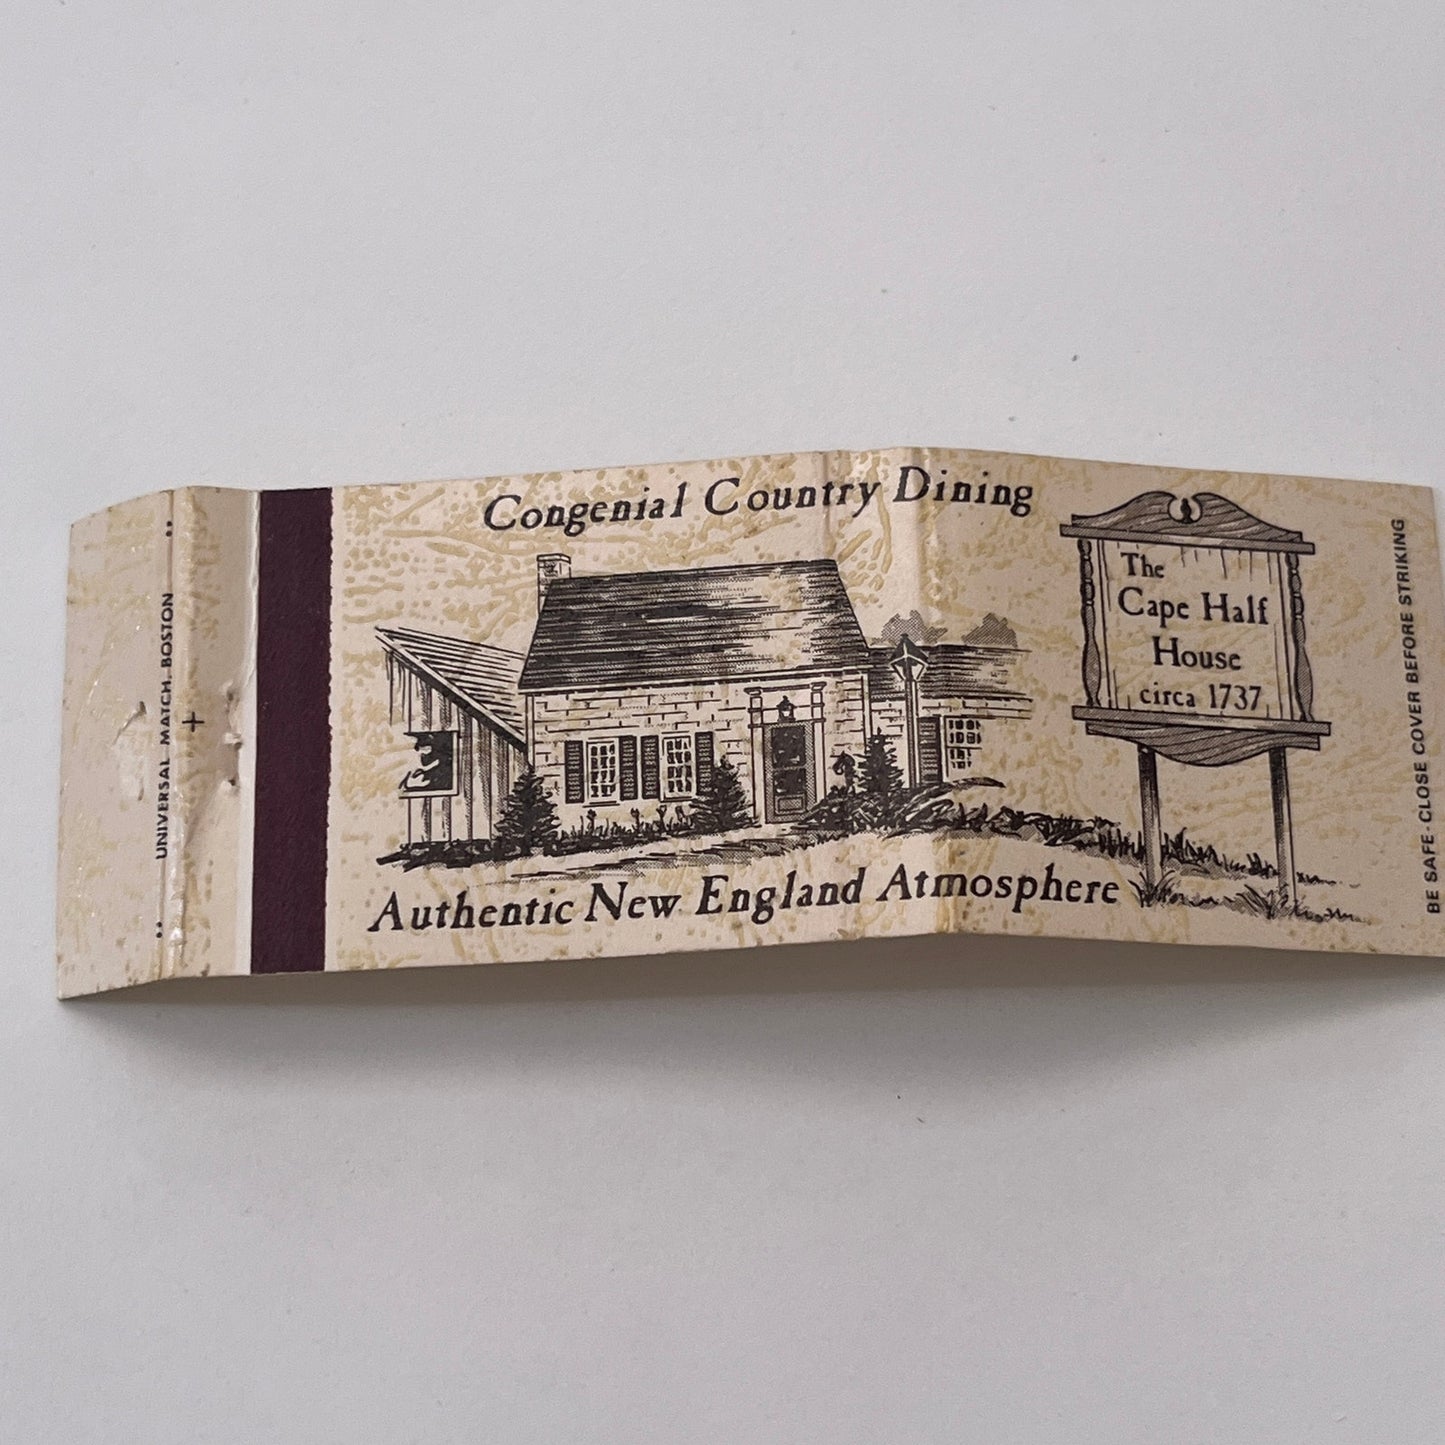 Congenial Country Dining
The
Cape Half
House
circa 1737
Authentic New England Atmosphere
UNIVERSAL MATCH, BOSTON
BE SAFE - CLOSE COVER BEFORE STRIKING